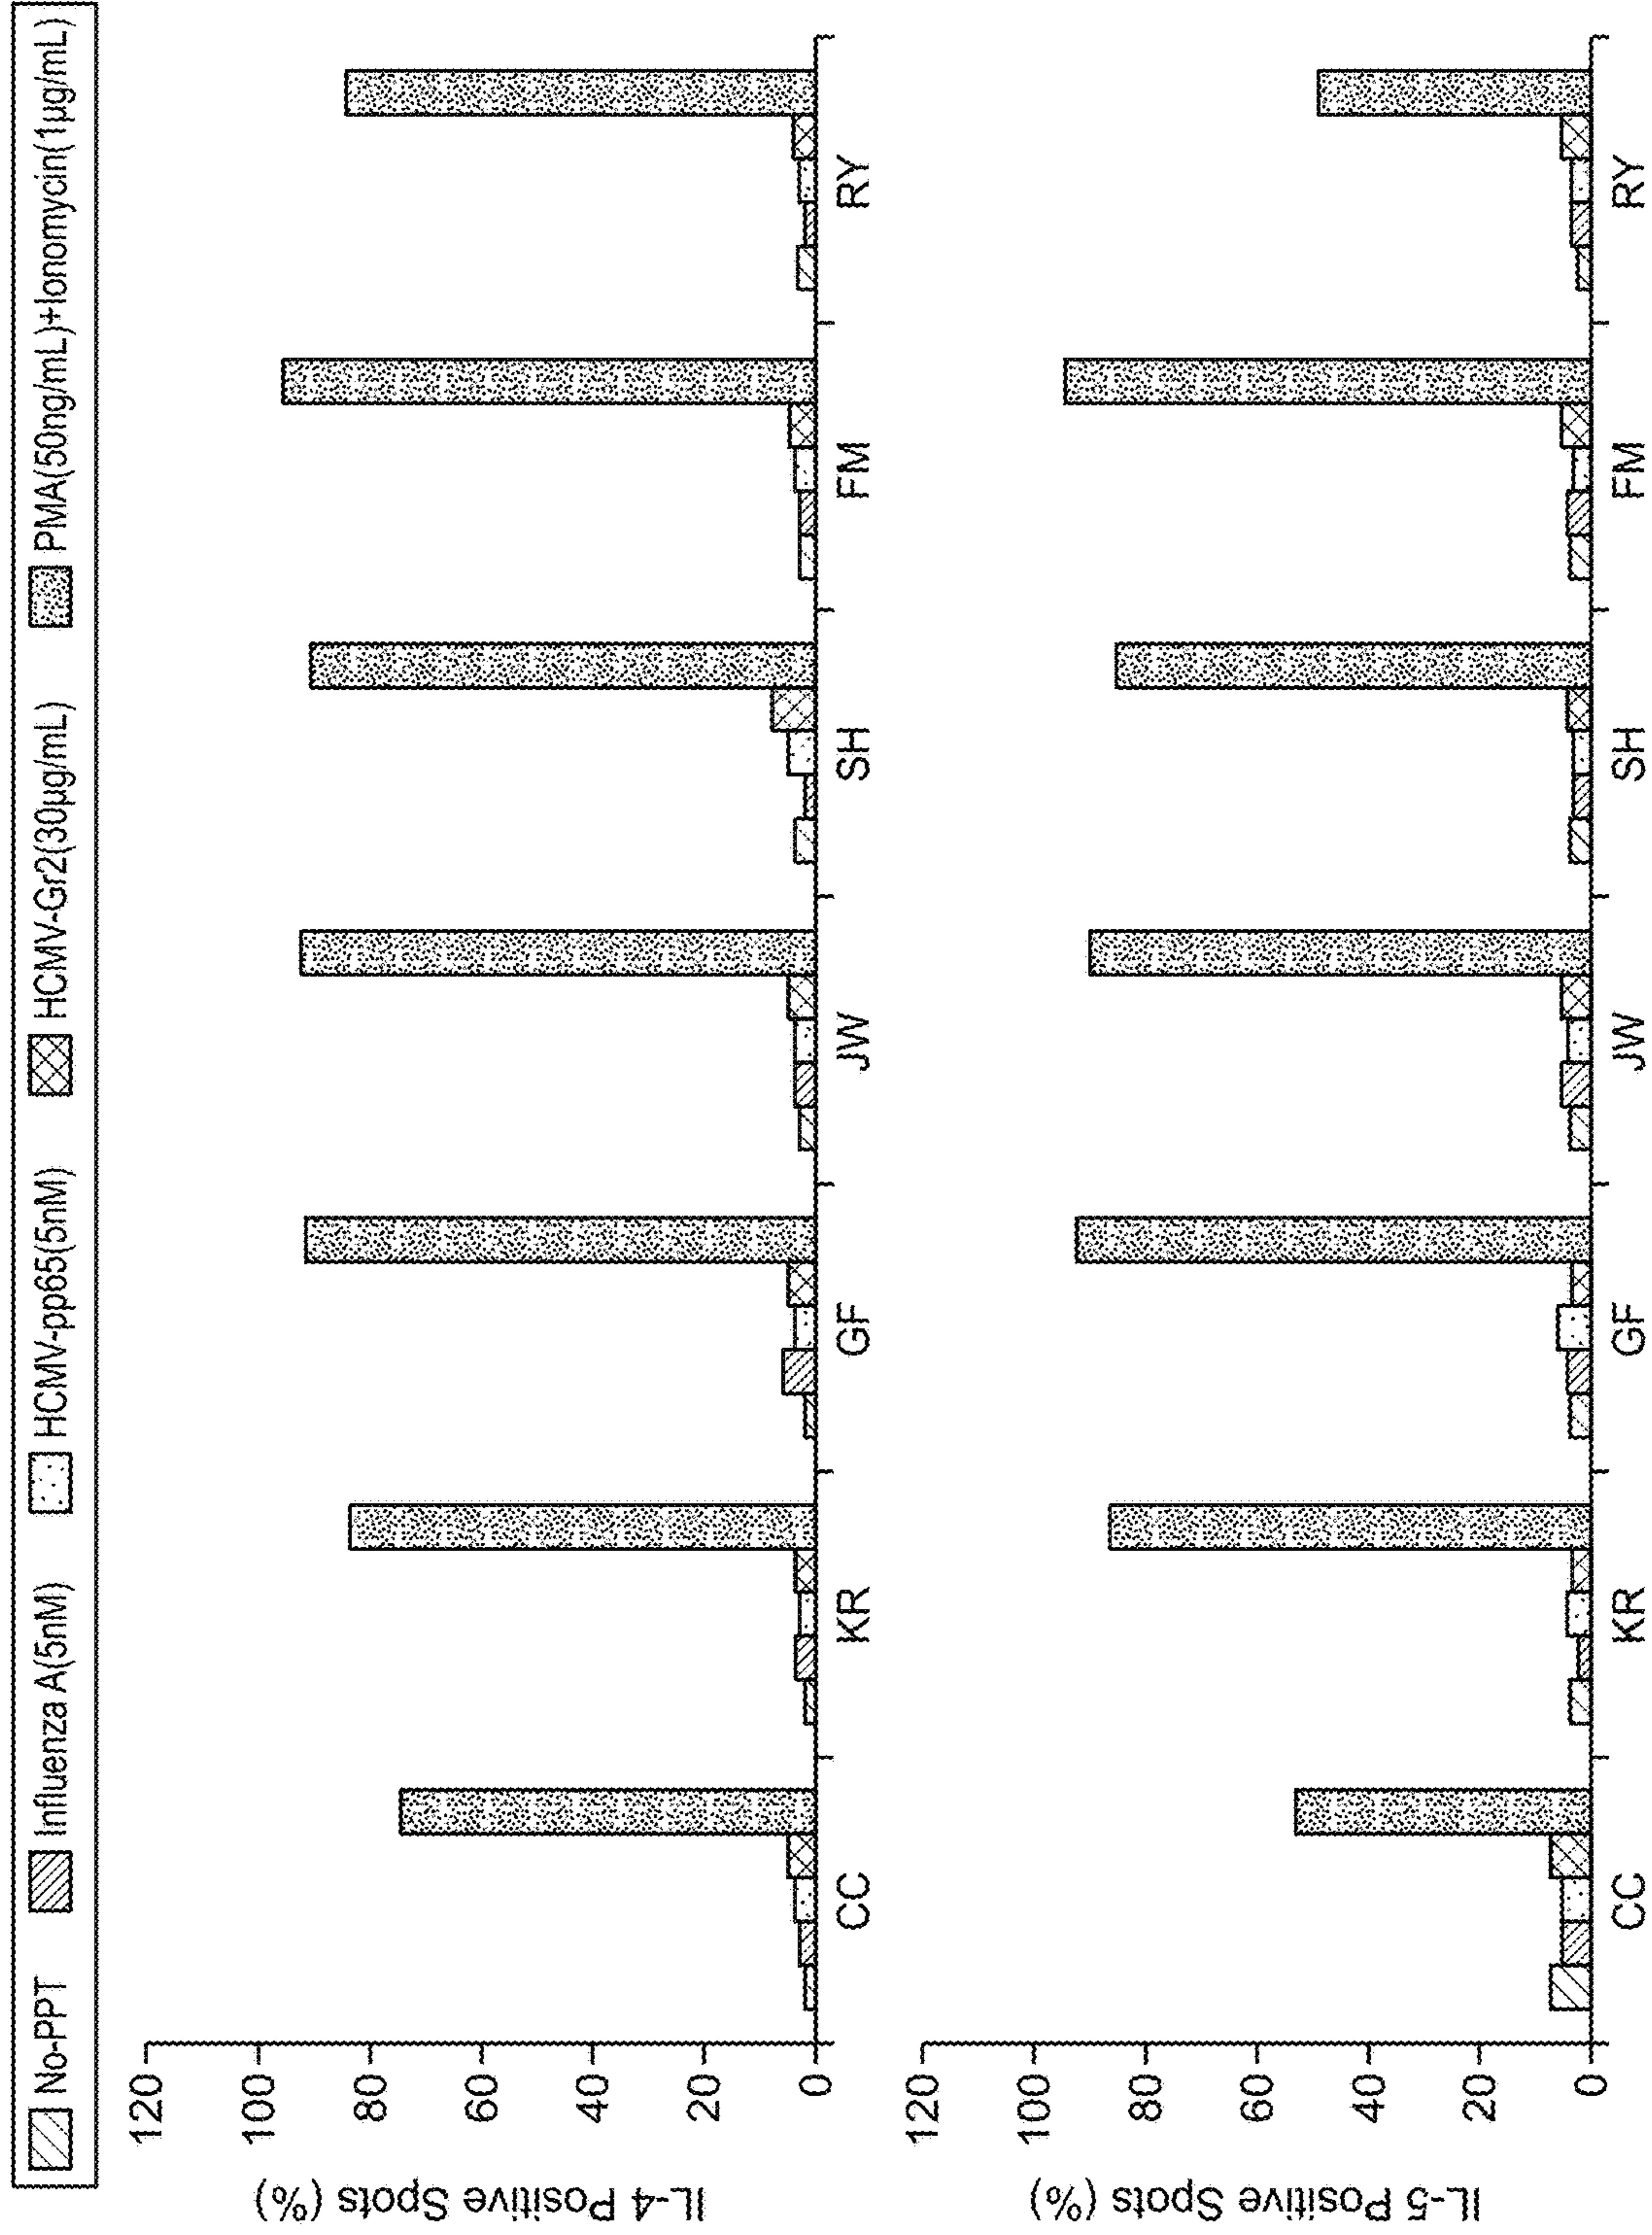 No-PPT Influenza A(5nM) HCMV-pp65(5nM) HCMV-Gr2(30µg/mL) PMA(50ng/mL)+Ionomycin(1µg/mL)
IL-4 Positive Spots (%)
120
100
80
60
40
20
0
CC KR GF JW SH FM RY
IL-5 Positive Spots (%)
120
100
80
60
40
20
0
CC KR GF JW SH FM RY